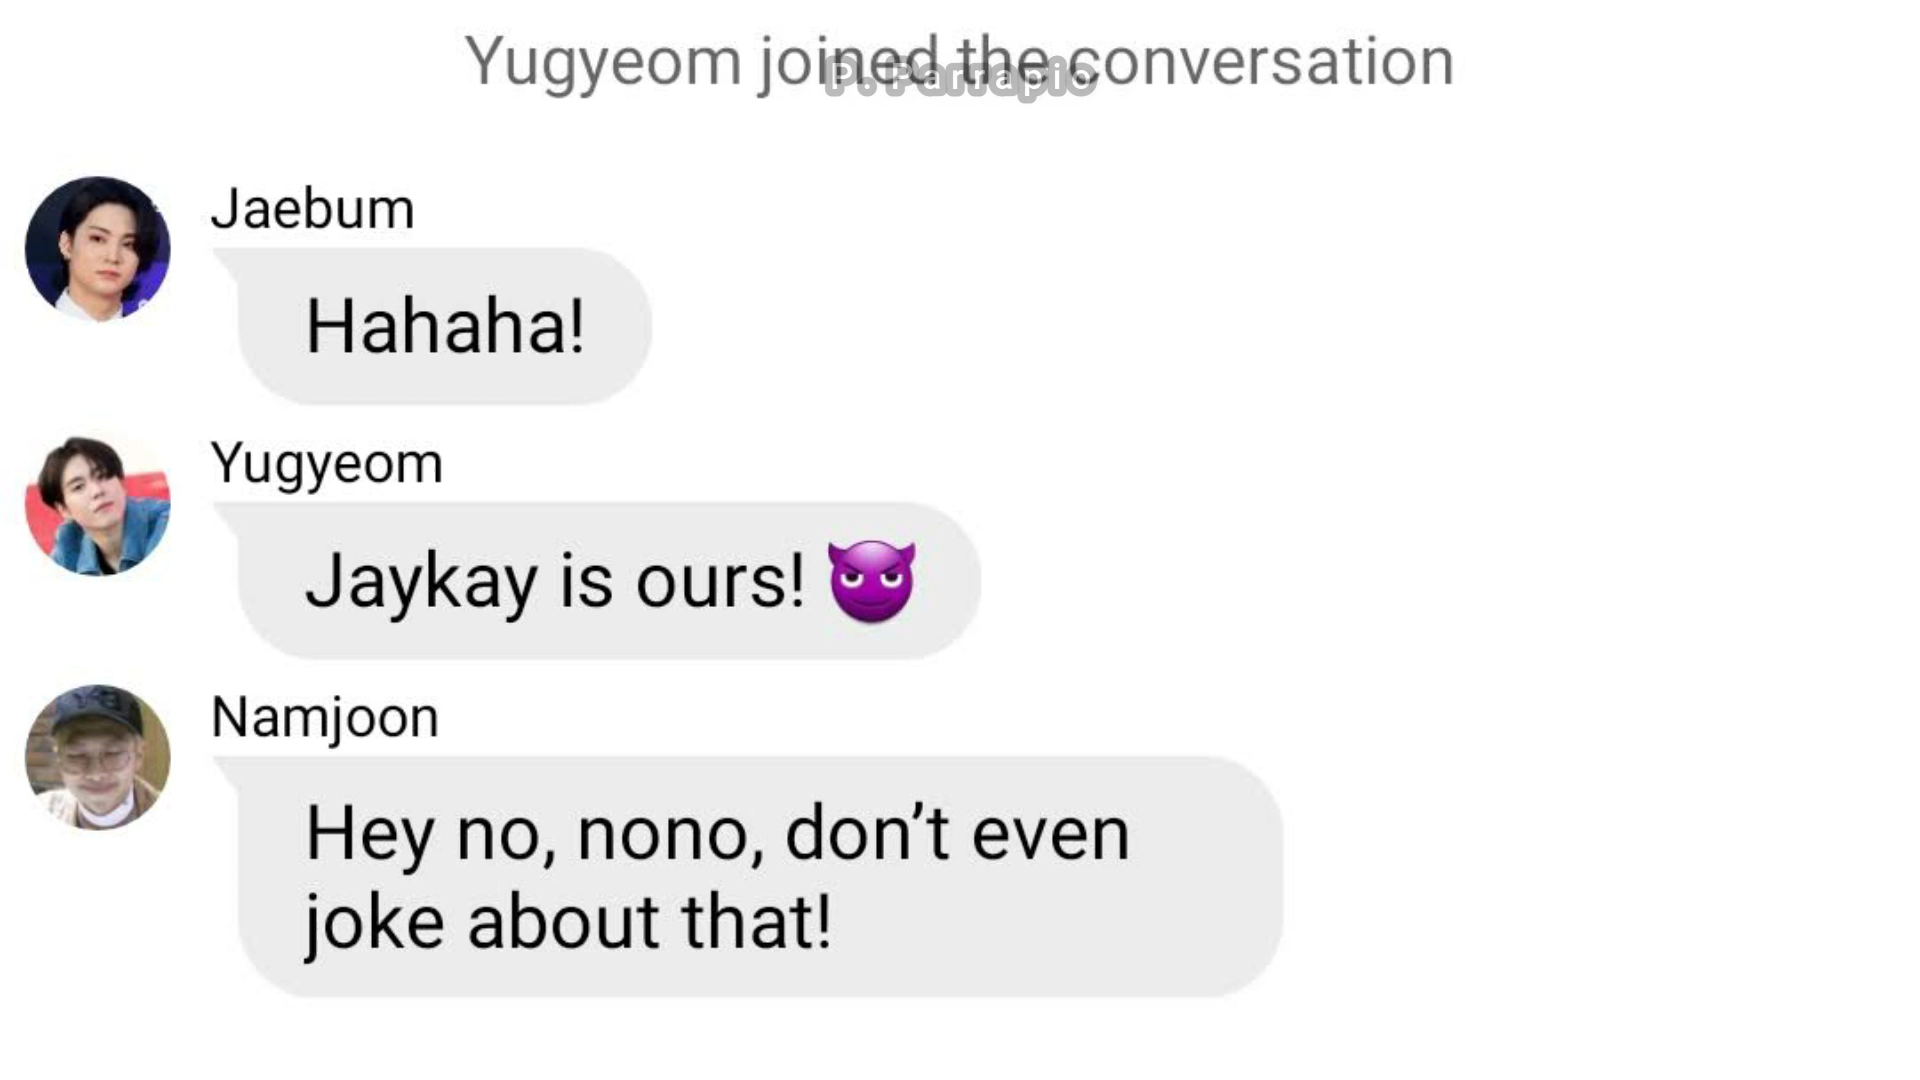 Yugyeom joined the conversation
P. Parrapio
Jaebum
Hahaha!
Yugyeom
Jaykay is ours! 😈
Namjoon
Hey no, nono, don’t even
joke about that!